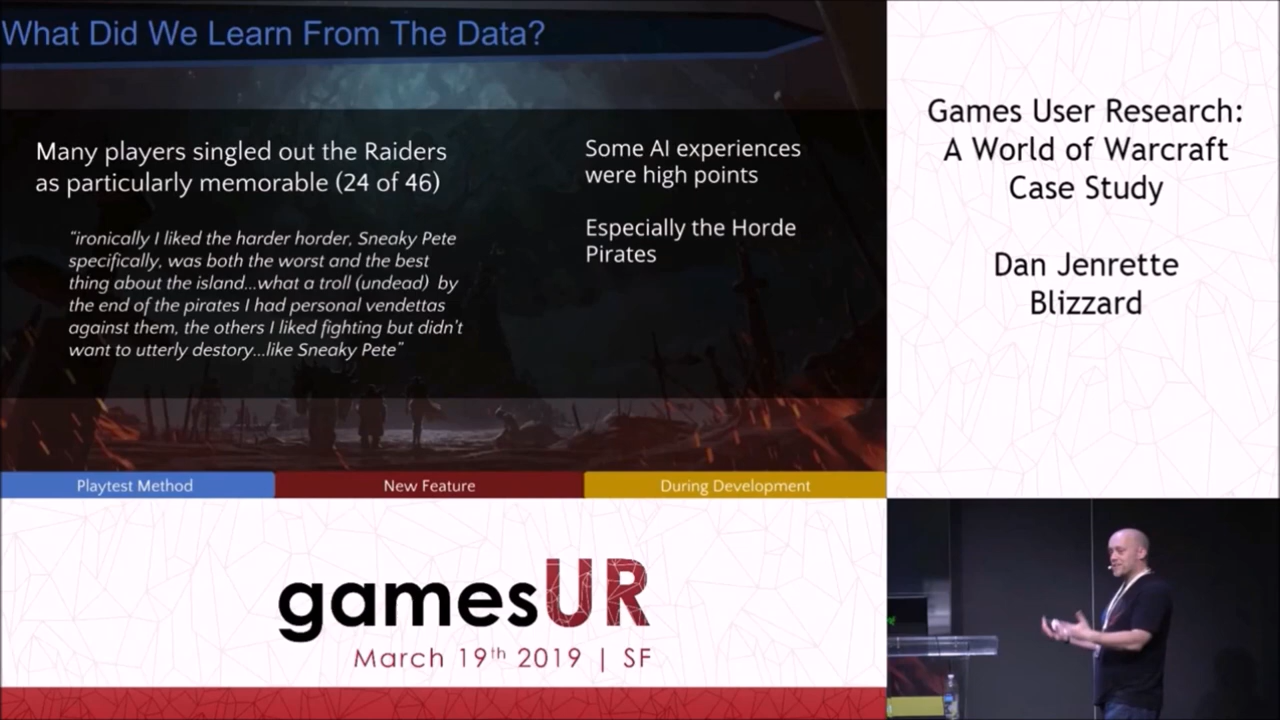 What Did We Learn From The Data?
Many players singled out the Raiders
as particularly memorable (24 of 46)
"ironically I liked the harder horder, Sneaky Pete
specifically, was both the worst and the best
thing about the island...what a troll (undead) by
the end of the pirates I had personal vendettas
against them, the others I liked fighting but didn't
want to utterly destory...like Sneaky Pete"
Some AI experiences
were high points
Especially the Horde
Pirates
Playtest Method
New Feature
During Development
Games User Research:
A World of Warcraft
Case Study
Dan Jenrette
Blizzard
gamesUR
March 19th 2019 | SF